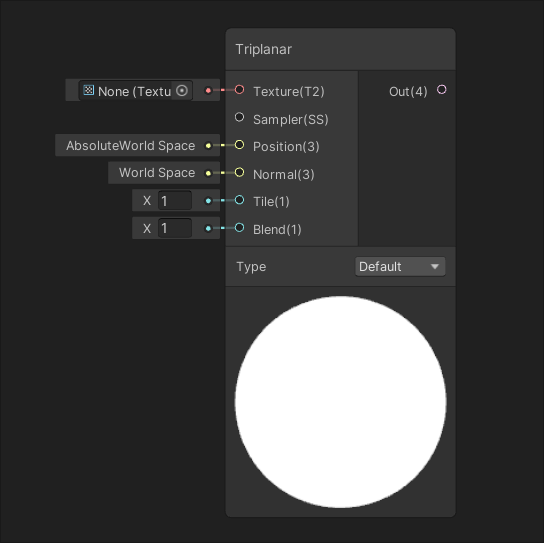 Triplanar
None (Textu
Texture(T2)
Out(4)
Sampler(SS)
AbsoluteWorld Space
Position(3)
World Space
Normal(3)
X 1
Tile(1)
X 1
Blend(1)
Type
Default